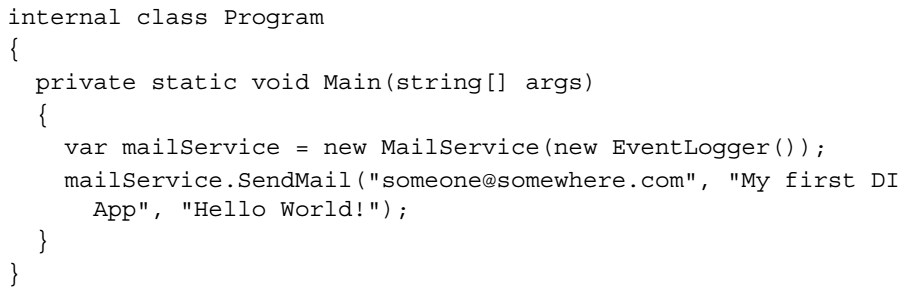 internal class Program
{
  private static void Main(string[] args)
  {
    var mailService = new MailService(new EventLogger());
    mailService.SendMail("someone@somewhere.com", "My first DI
      App", "Hello World!");
  }
}